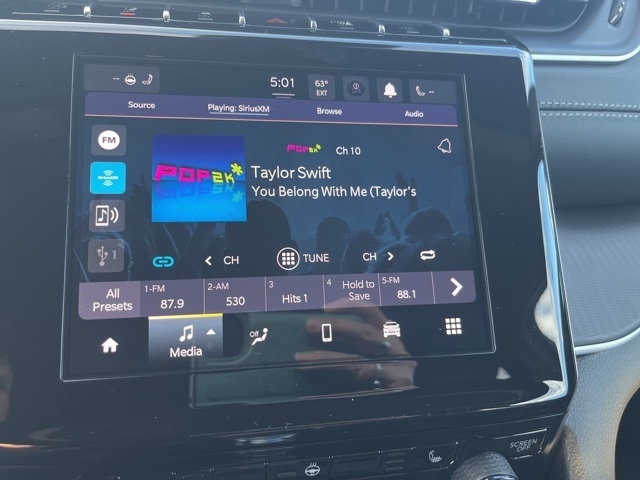 --
5:01
63°
EXT
--
Source
Playing: SiriusXM
Browse
Audio
FM
SiriusXM
POP2K
POP2K
Ch 10
Taylor Swift
You Belong With Me (Taylor's
1
CH
TUNE
CH
All
Presets
1-FM
87.9
2-AM
530
3
Hits 1
4
Hold to
Save
5-FM
88.1
Media
Off
SCREEN
OFF